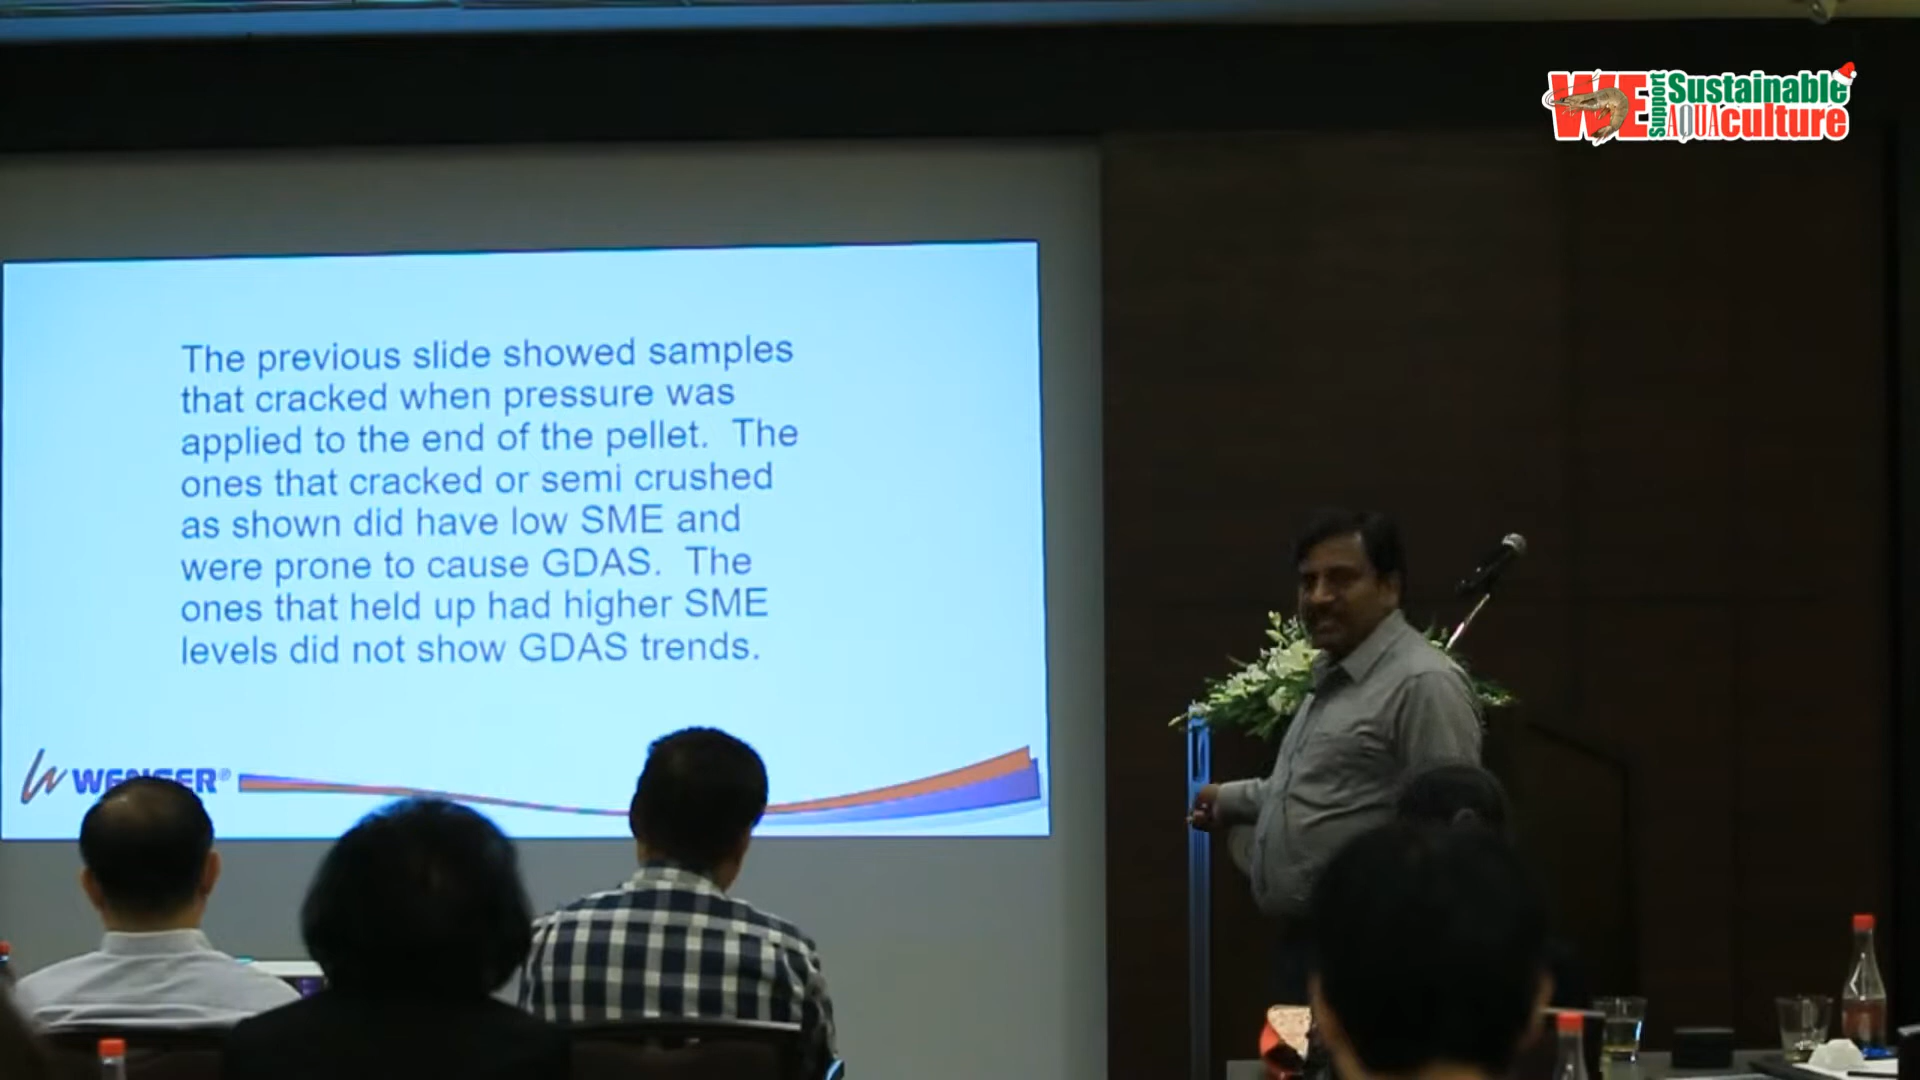 WE Support Sustainable AQUAculture
The previous slide showed samples
that cracked when pressure was
applied to the end of the pellet. The
ones that cracked or semi crushed
as shown did have low SME and
were prone to cause GDAS. The
ones that held up had higher SME
levels did not show GDAS trends.
WENGER®